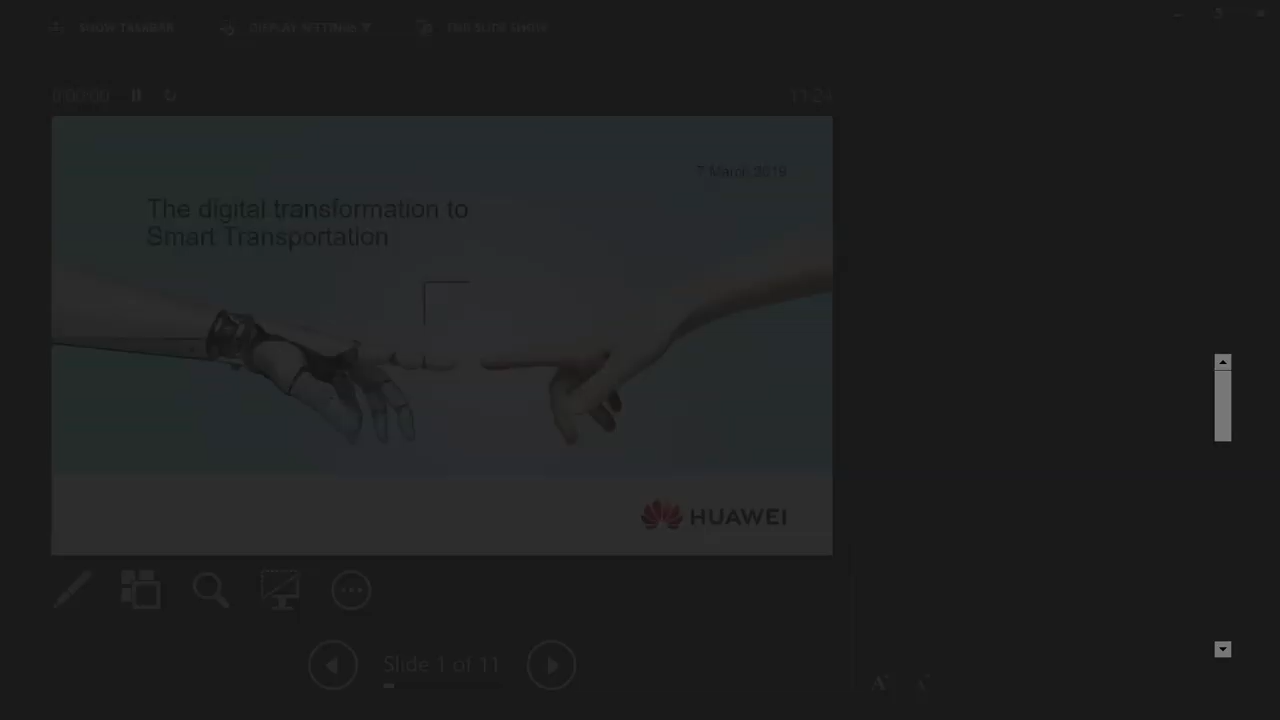 SHOW TASKBAR
DISPLAY SETTINGS ▼
END SLIDE SHOW
0:00:00
11:24
7 March 2019
The digital transformation to
Smart Transportation
HUAWEI
Slide 1 of 11
A
A